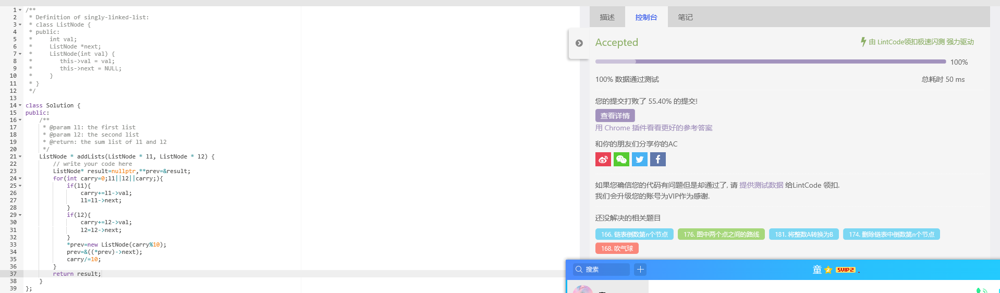 1 /**
2  * Definition of singly-linked-list:
3  * class ListNode {
4  * public:
5  *     int val;
6  *     ListNode *next;
7  *     ListNode(int val) {
8  *        this->val = val;
9  *        this->next = NULL;
10  *     }
11  * }
12  */
13
14 class Solution {
15 public:
16     /**
17      * @param l1: the first list
18      * @param l2: the second list
19      * @return: the sum list of l1 and l2
20      */
21     ListNode * addLists(ListNode * l1, ListNode * l2) {
22         // write your code here
23         ListNode* result=nullptr,**prev=&result;
24         for(int carry=0;l1||l2||carry;){
25             if(l1){
26                 carry+=l1->val;
27                 l1=l1->next;
28             }
29             if(l2){
30                 carry+=l2->val;
31                 l2=l2->next;
32             }
33             *prev=new ListNode(carry%10);
34             prev=&((*prev)->next);
35             carry/=10;
36         }
37         return result;
38     }
39 };
描述 控制台 笔记
Accepted
由 LintCode领扣极速闪测 强力驱动
100%
100% 数据通过测试
总耗时 50 ms
您的提交打败了 55.40% 的提交!
查看详情
用 Chrome 插件看看更好的参考答案
和你的朋友们分享你的AC
如果您确信您的代码有问题但是却通过了, 请 提供测试数据 给LintCode 领扣.
我们会升级您的账号为VIP作为感谢.
还没解决的相关题目
166. 链表倒数第n个节点 176. 图中两个点之间的路线 181. 将整数A转换为B 174. 删除链表中倒数第n个节点
168. 吹气球
搜索
童 SVIP2 .